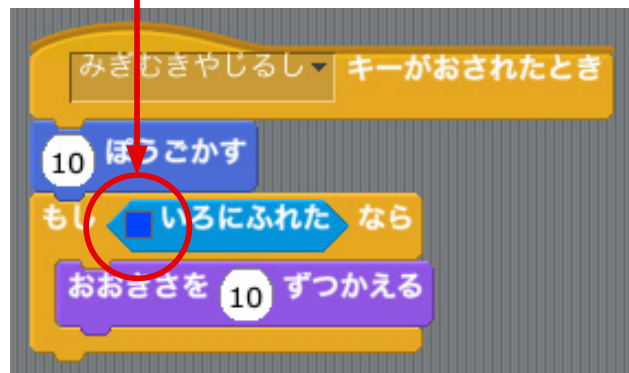 みぎむきやじるし キーがおされたとき
10 ほうごかす
もし いろにふれた なら
おおきさを 10 ずつかえる